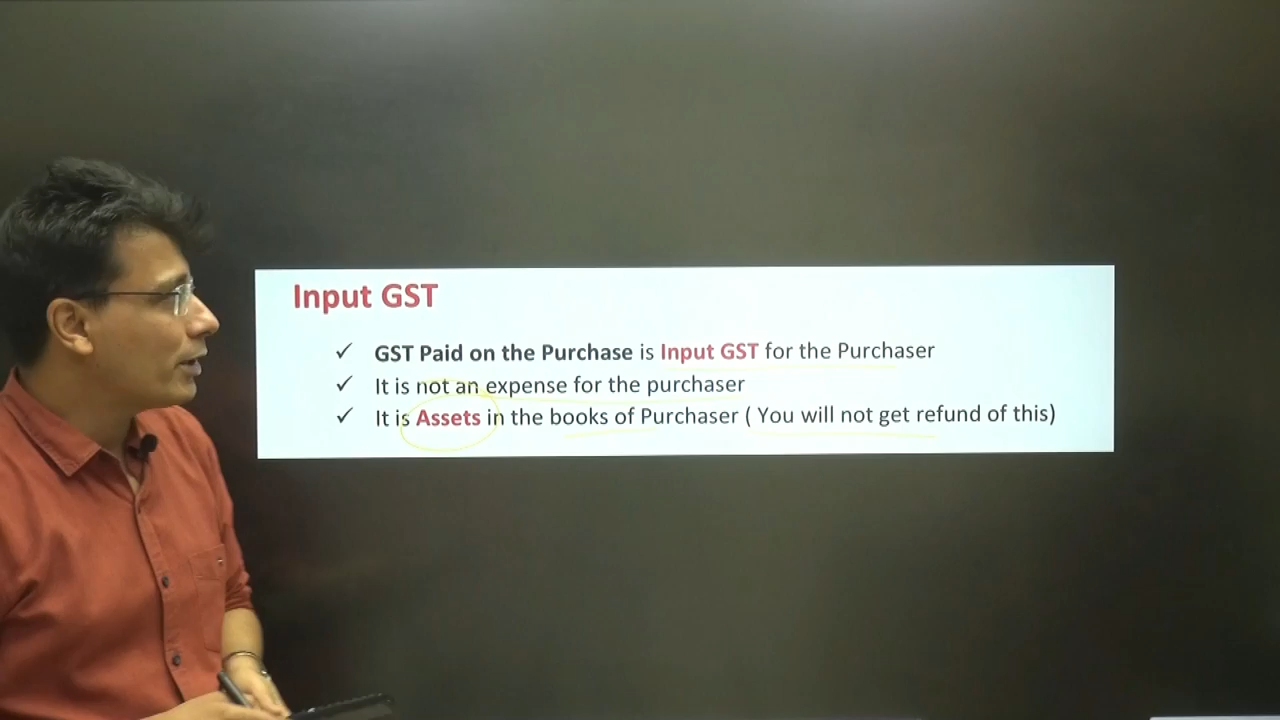 Input GST
✓ GST Paid on the Purchase is Input GST for the Purchaser
✓ It is not an expense for the purchaser
✓ It is Assets in the books of Purchaser ( You will not get refund of this)